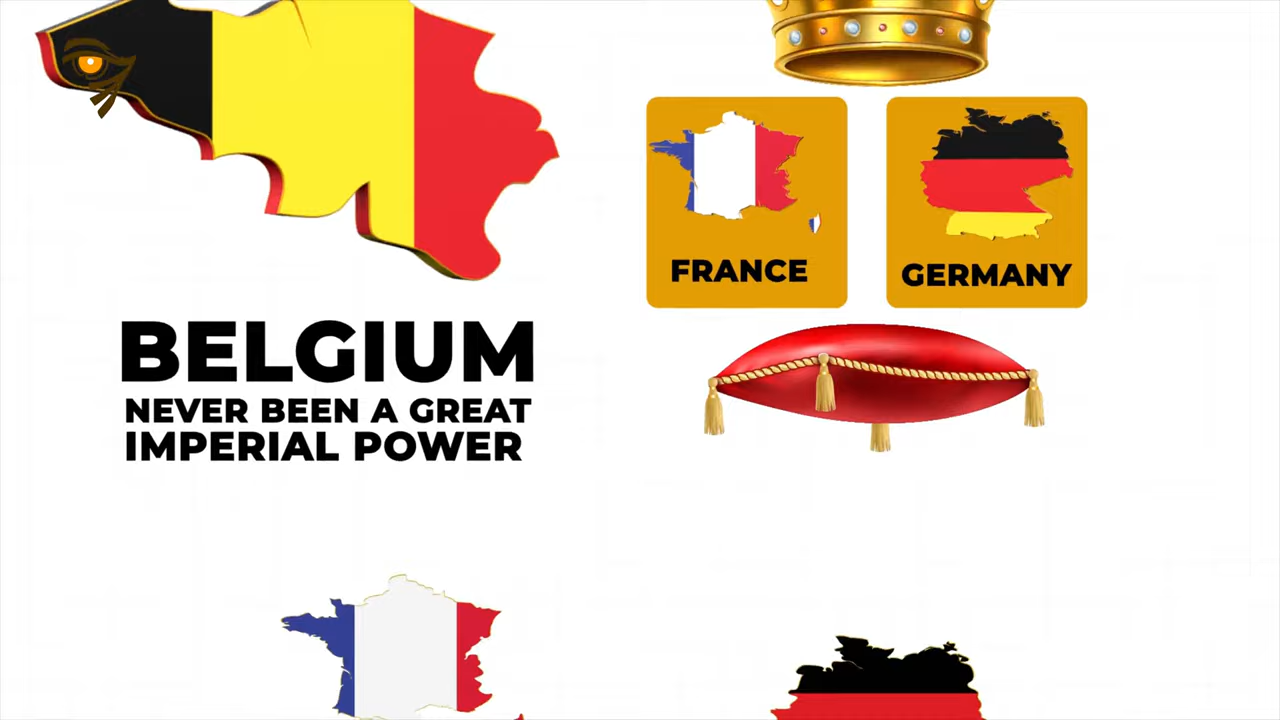 FRANCE
GERMANY
BELGIUM
NEVER BEEN A GREAT
IMPERIAL POWER